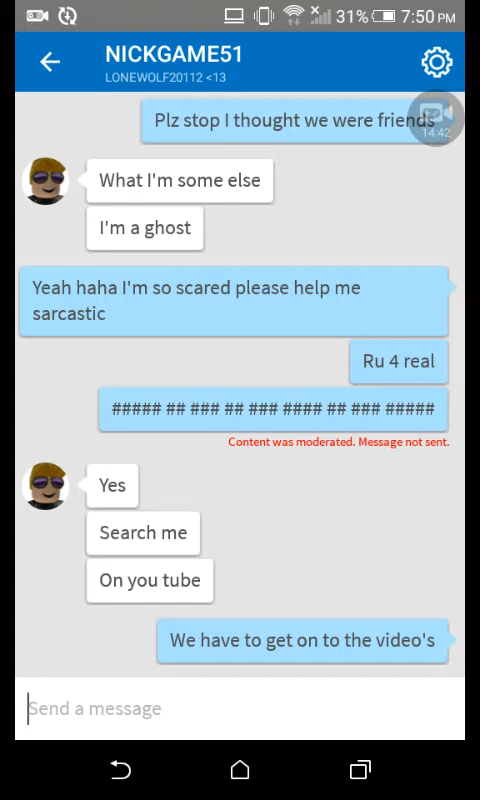 31% 7:50 PM
NICKGAME51
LONEWOLF20112 <13
Plz stop I thought we were friends
14:42
What I'm some else
I'm a ghost
Yeah haha I'm so scared please help me
sarcastic
Ru 4 real
##### ## ### ## ### #### ## ### #####
Content was moderated. Message not sent.
Yes
Search me
On you tube
We have to get on to the video's
Send a message